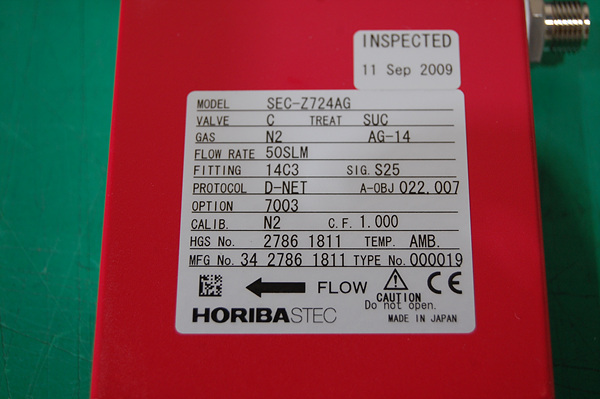 INSPECTED
11 Sep 2009
MODEL SEC-Z724AG
VALVE C TREAT SUC
GAS N2 AG-14
FLOW RATE 50SLM
FITTING 14C3 SIG. S25
PROTOCOL D-NET A-OBJ 022.007
OPTION 7003
CALIB. N2 C.F. 1.000
HGS No. 2786 1811 TEMP. AMB.
MFG No. 34 2786 1811 TYPE No. 000019
FLOW CE
CAUTION
Do not open.
HORIBASTEC MADE IN JAPAN